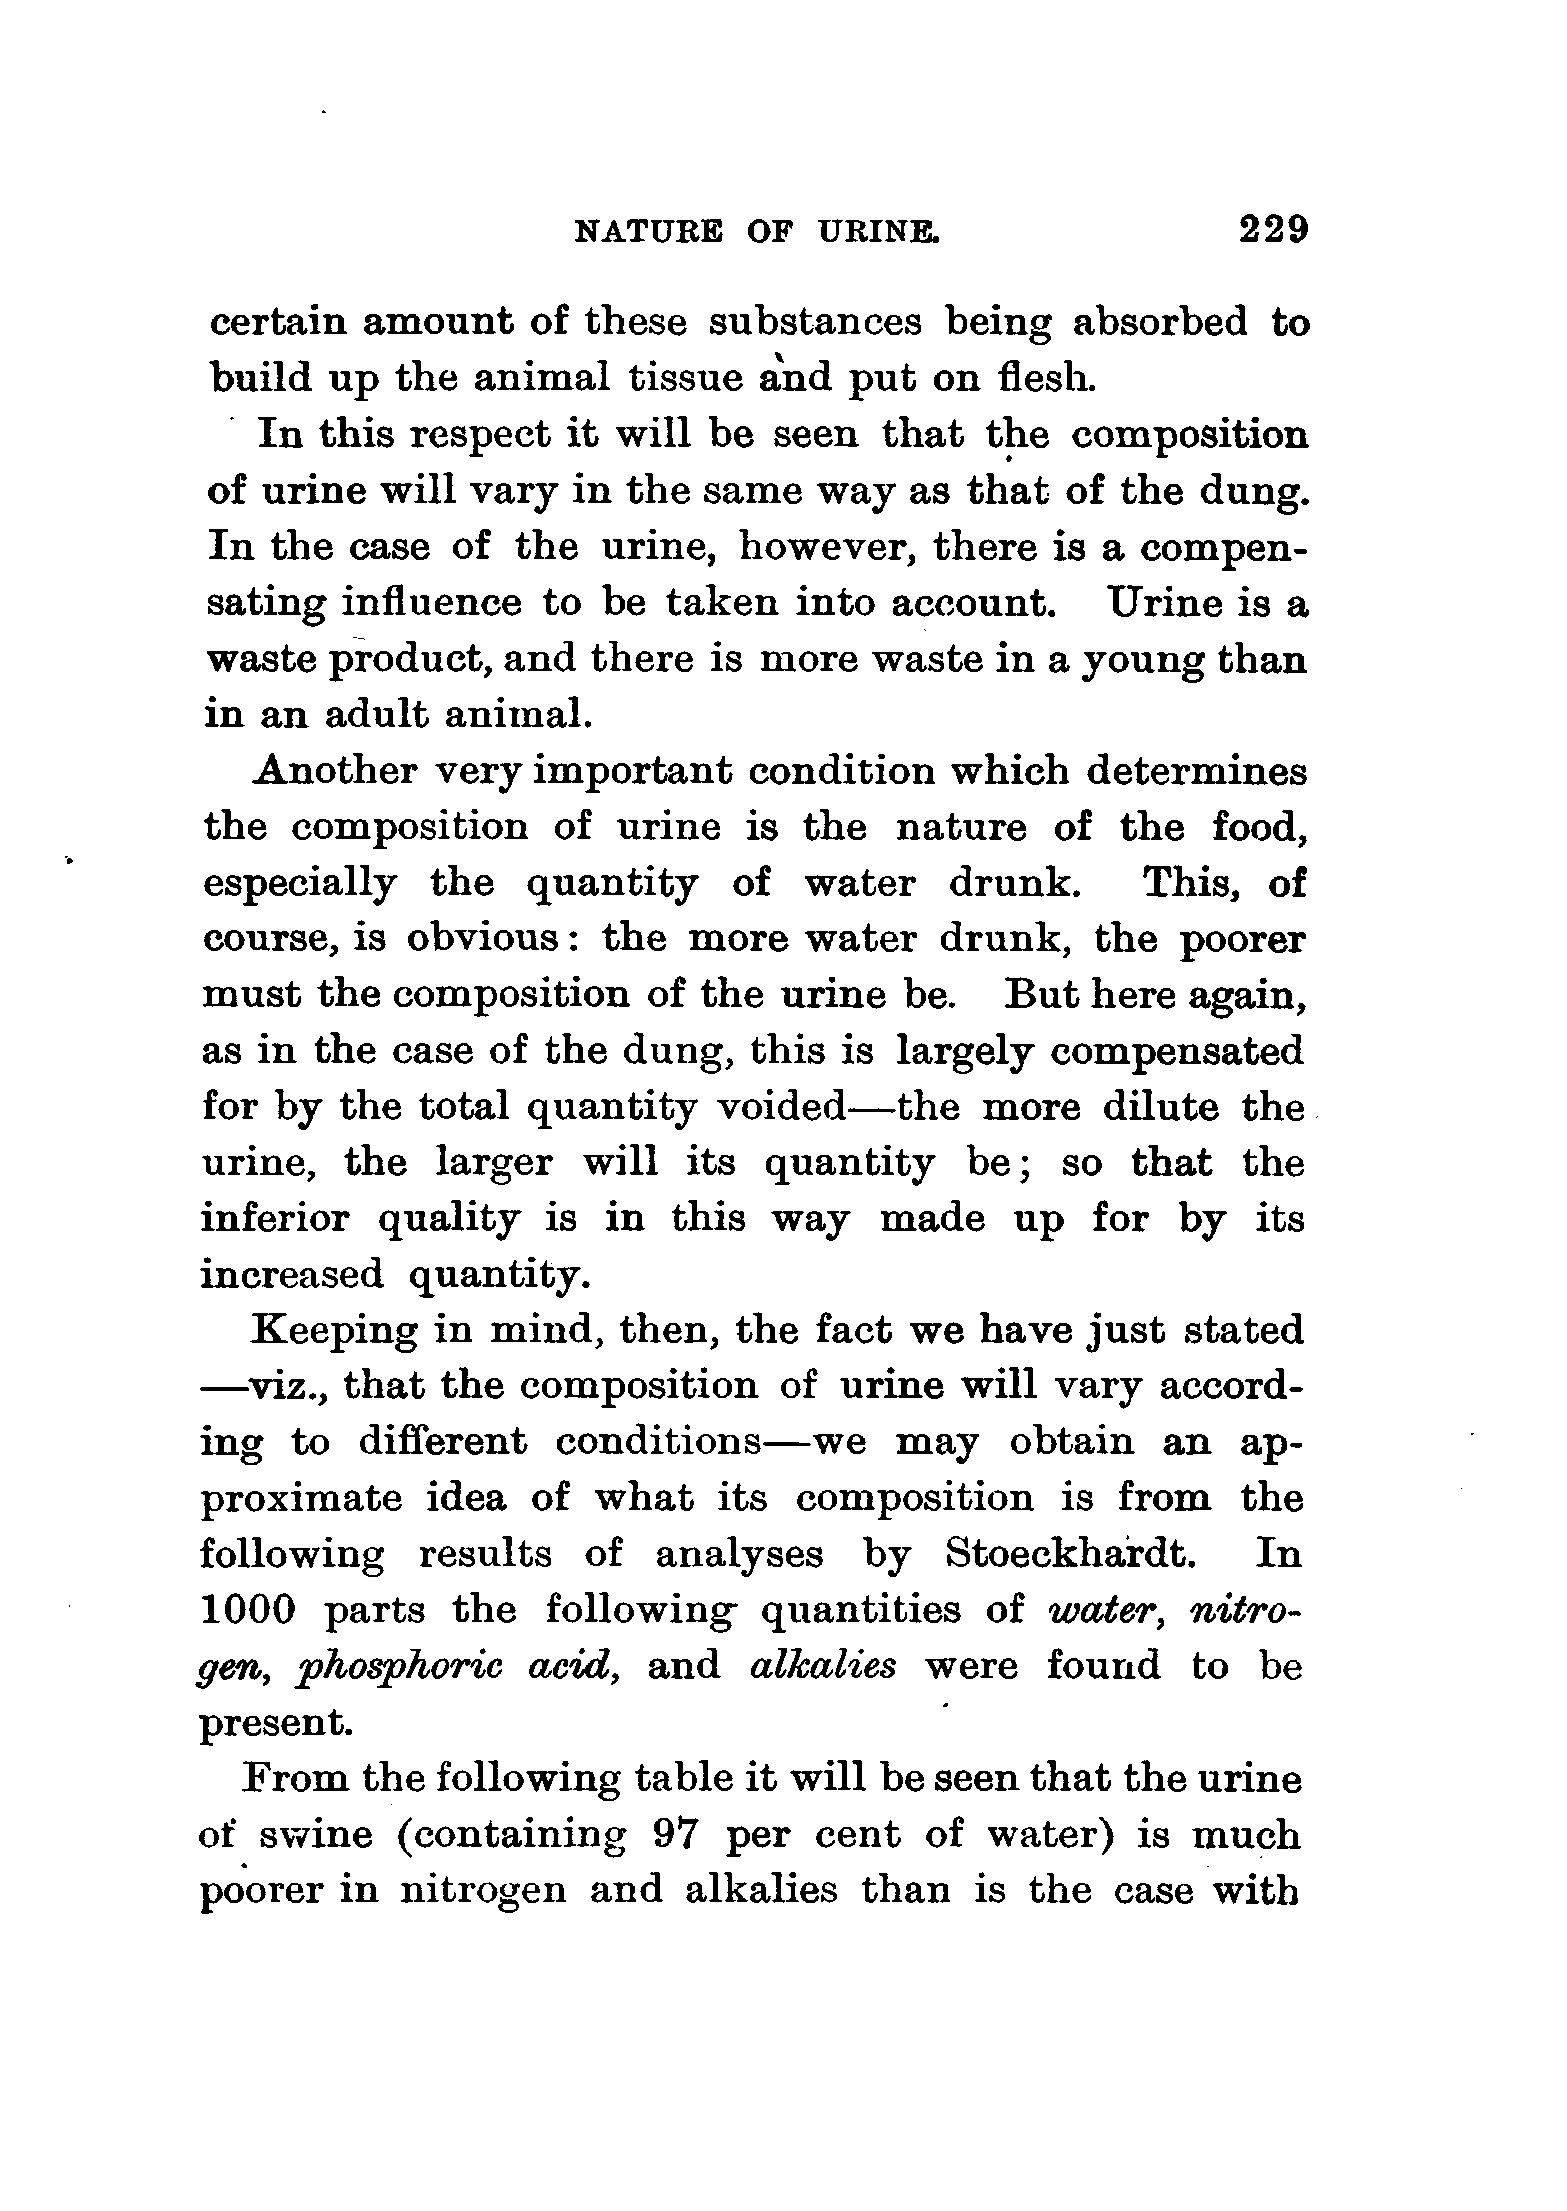 NATURE OF URINE. 229
certain amount of these substances being absorbed to
build up the animal tissue and put on flesh.
In this respect it will be seen that the composition
of urine will vary in the same way as that of the dung.
In the case of the urine, however, there is a compen-
sating influence to be taken into account. Urine is a
waste product, and there is more waste in a young than
in an adult animal.
Another very important condition which determines
the composition of urine is the nature of the food,
especially the quantity of water drunk. This, of
course, is obvious: the more water drunk, the poorer
must the composition of the urine be. But here again,
as in the case of the dung, this is largely compensated
for by the total quantity voided—the more dilute the
urine, the larger will its quantity be; so that the
inferior quality is in this way made up for by its
increased quantity.
Keeping in mind, then, the fact we have just stated
—viz., that the composition of urine will vary accord-
ing to different conditions—we may obtain an ap-
proximate idea of what its composition is from the
following results of analyses by Stoeckhardt. In
1000 parts the following quantities of water, nitro-
gen, phosphoric acid, and alkalies were found to be
present.
From the following table it will be seen that the urine
of swine (containing 97 per cent of water) is much
poorer in nitrogen and alkalies than is the case with